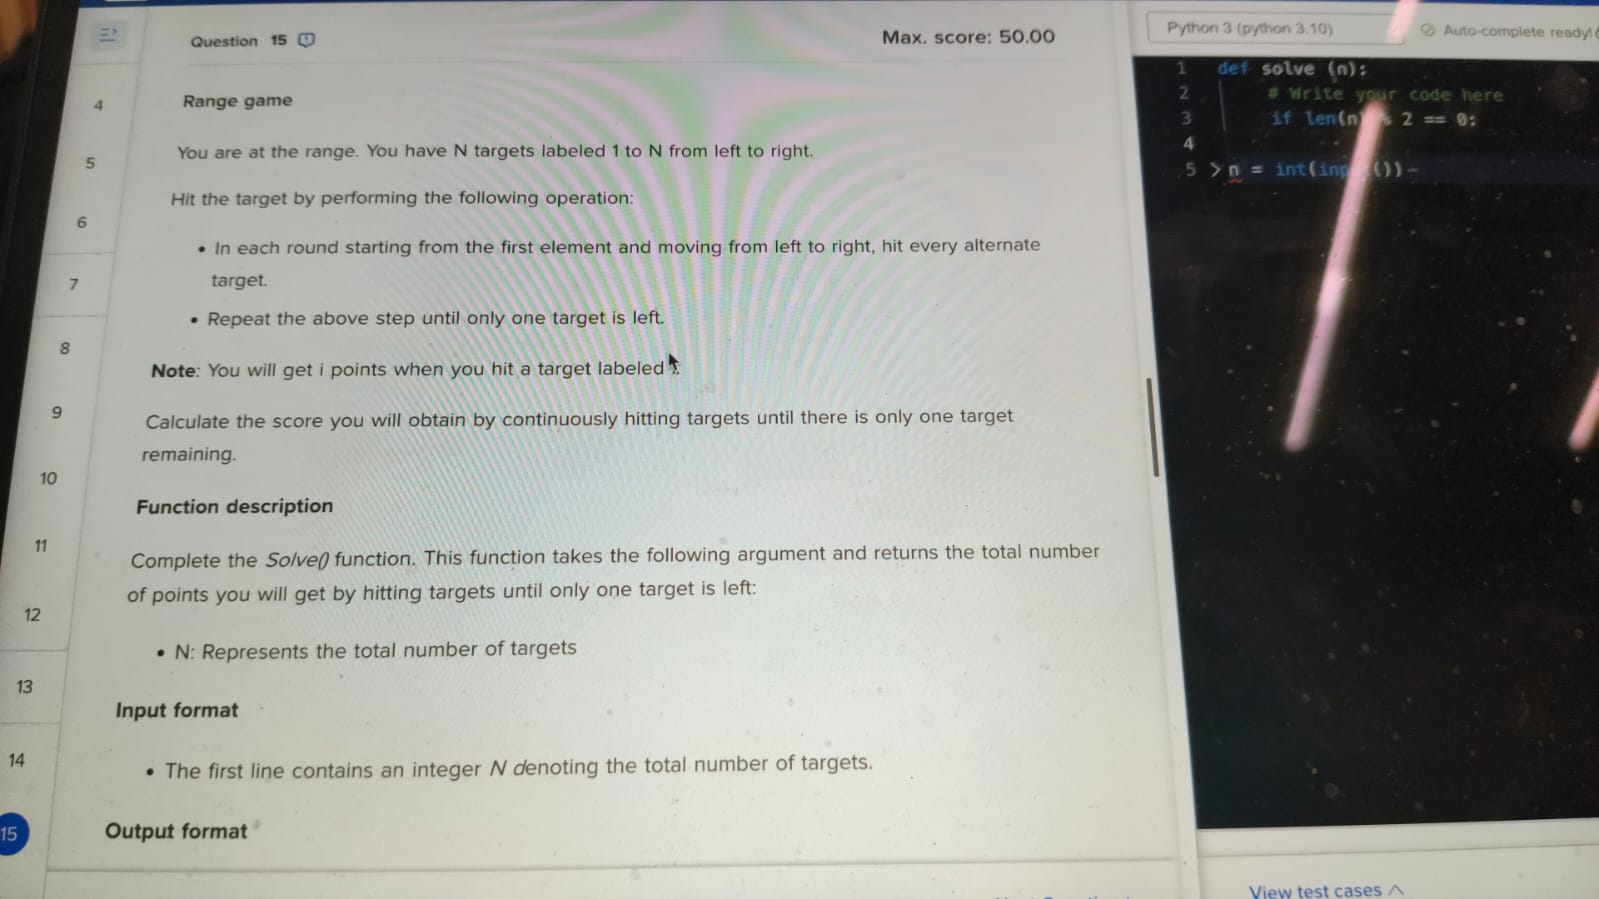 Question 15
Max. score: 50.00
Range game
You are at the range. You have N targets labeled 1 to N from left to right.
Hit the target by performing the following operation:
• In each round starting from the first element and moving from left to right, hit every alternate
target.
• Repeat the above step until only one target is left.
Note: You will get i points when you hit a target labeled
Calculate the score you will obtain by continuously hitting targets until there is only one target
remaining.
Function description
Complete the Solve() function. This function takes the following argument and returns the total number
of points you will get by hitting targets until only one target is left:
• N: Represents the total number of targets
Input format
• The first line contains an integer N denoting the total number of targets.
Output format
4
5
6
7
8
9
10
11
12
13
14
15
Python 3 (python 3.10)
Auto-complete ready!
1 def solve (n):
2 # Write your code here
3 if len(n) 2 == 0:
4
5 > n = int(inp ())
View test cases